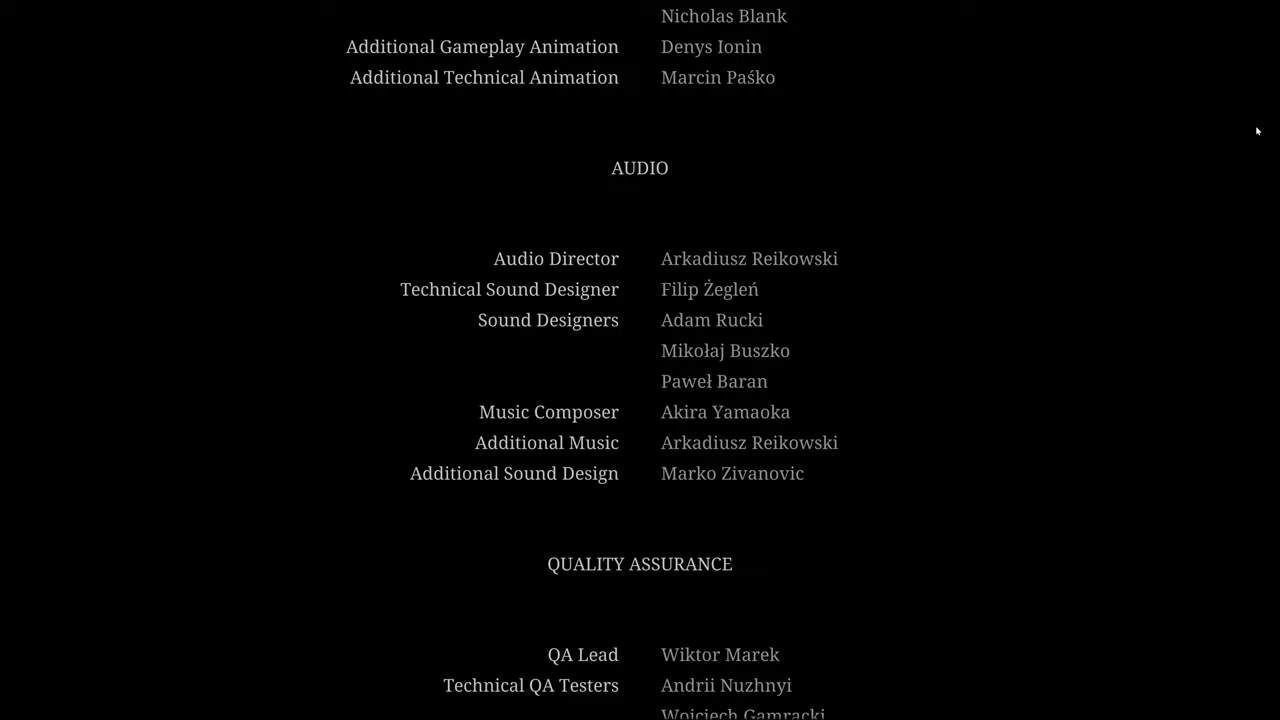 Nicholas Blank
Additional Gameplay Animation Denys Ionin
Additional Technical Animation Marcin Paśko
AUDIO
Audio Director Arkadiusz Reikowski
Technical Sound Designer Filip Żegleń
Sound Designers Adam Rucki
Mikołaj Buszko
Paweł Baran
Music Composer Akira Yamaoka
Additional Music Arkadiusz Reikowski
Additional Sound Design Marko Zivanovic
QUALITY ASSURANCE
QA Lead Wiktor Marek
Technical QA Testers Andrii Nuzhnyi
Wojciech Gamracki